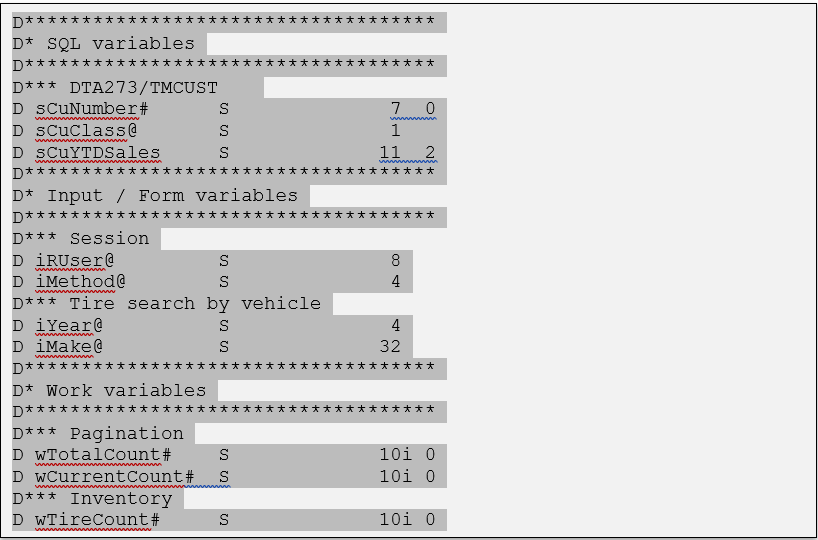 D************************************
D* SQL variables
D************************************
D*** DTA273/TMCUST
D sCuNumber#      S              7  0
D sCuClass@       S              1
D sCuYTDSales     S             11  2
D************************************
D* Input / Form variables
D************************************
D*** Session
D iRUser@         S              8
D iMethod@        S              4
D*** Tire search by vehicle
D iYear@          S              4
D iMake@          S             32
D************************************
D* Work variables
D************************************
D*** Pagination
D wTotalCount#    S             10i 0
D wCurrentCount#  S             10i 0
D*** Inventory
D wTireCount#     S             10i 0